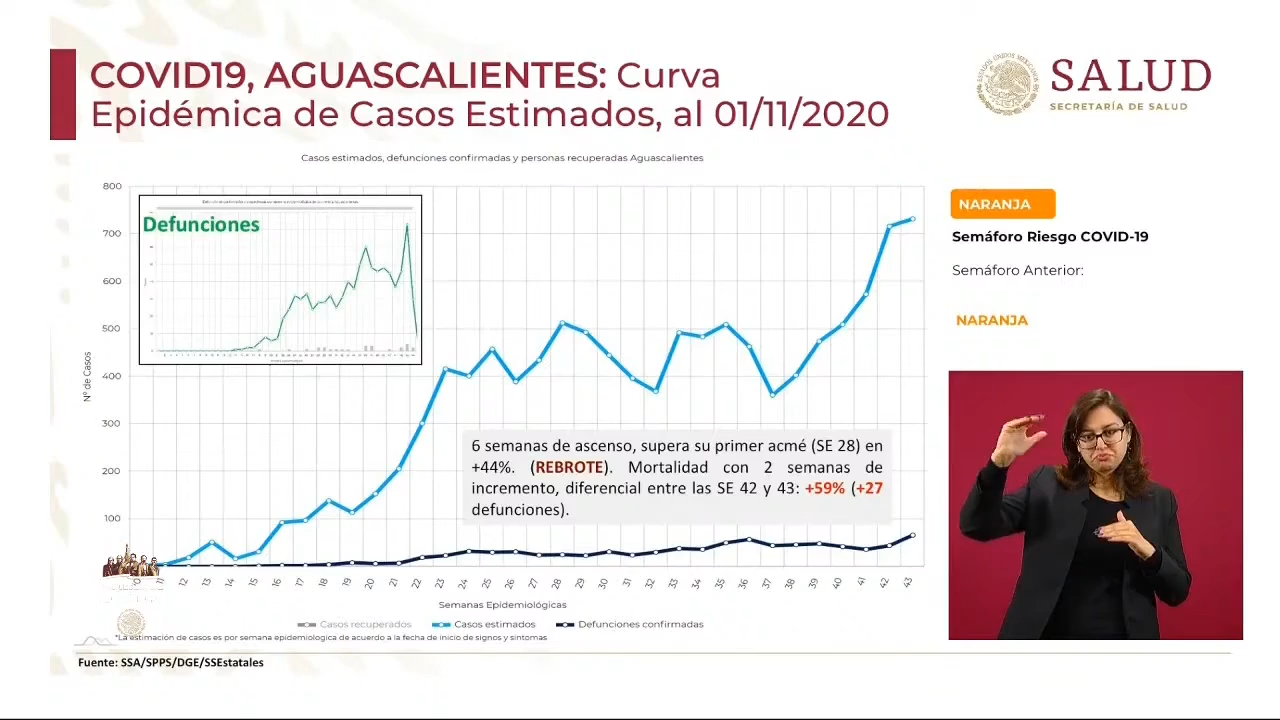 COVID19, AGUASCALIENTES: Curva
Epidémica de Casos Estimados, al 01/11/2020
SALUD
SECRETARÍA DE SALUD
Casos estimados, defunciones confirmadas y personas recuperadas Aguascalientes
800
700
600
500
400
300
200
100
Nº de Casos
Defunciones
6 semanas de ascenso, supera su primer acmé (SE 28) en
+44%. (REBROTE). Mortalidad con 2 semanas de
incremento, diferencial entre las SE 42 y 43: +59% (+27
defunciones).
11 12 13 14 15 16 17 18 19 20 21 22 23 24 25 26 27 28 29 30 31 32 33 34 35 36 37 38 39 40 41 42 43
Semanas Epidemiológicas
Casos recuperados Casos estimados Defunciones confirmadas
*La estimación de casos es por semana epidemiologica de acuerdo a la fecha de inicio de signos y sintomas
Fuente: SSA/SPPS/DGE/SSEstatales
NARANJA
Semáforo Riesgo COVID-19
Semáforo Anterior:
NARANJA